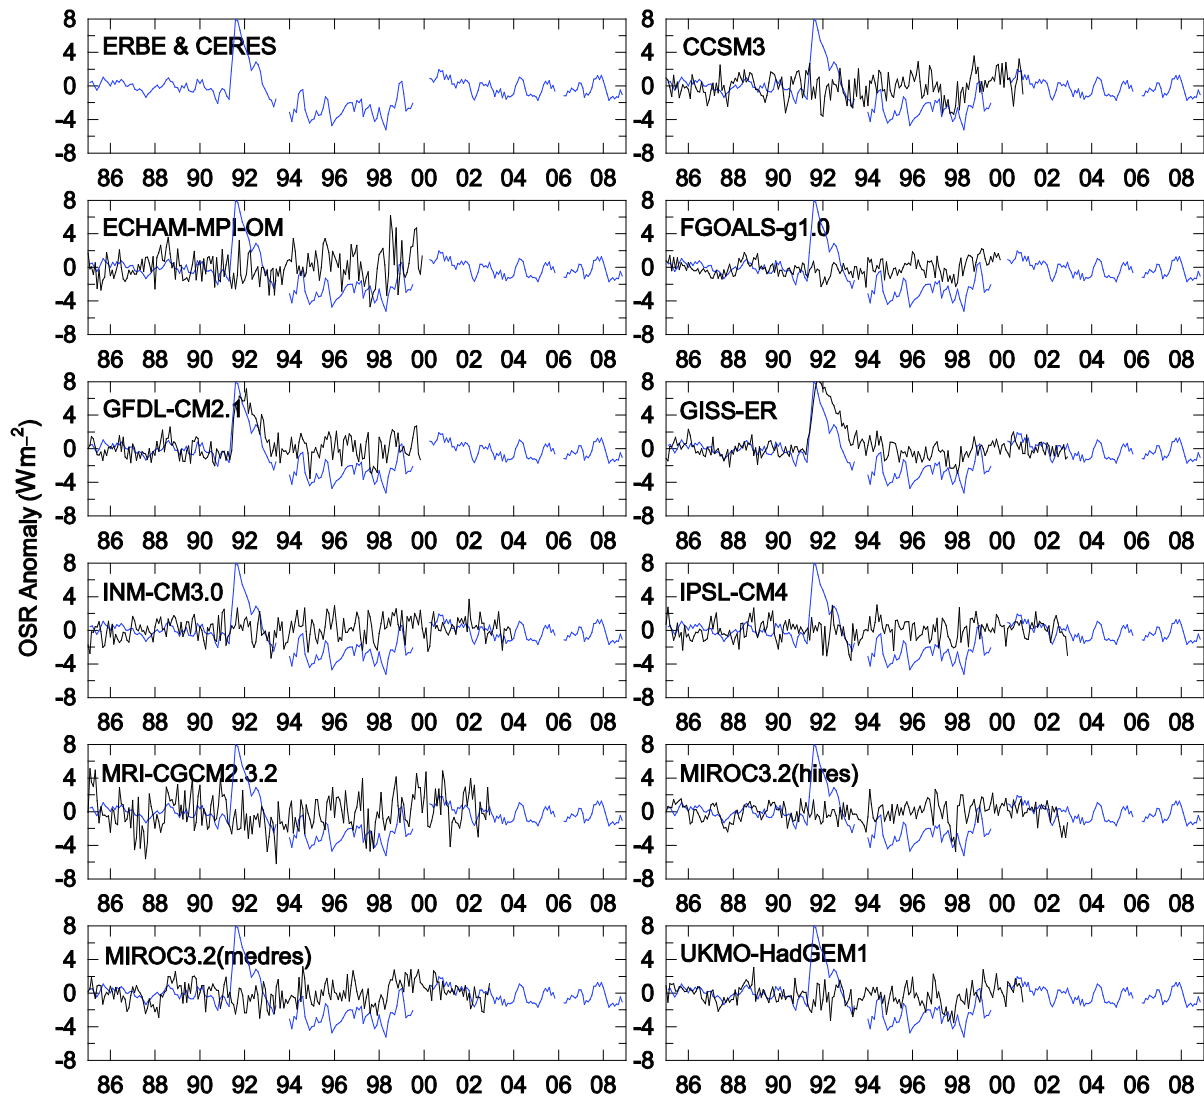 OSR Anomaly (Wm−2)
8 ERBE & CERES 8 CCSM3
4 4
0 0
-4 -4
-8 -8
86 88 90 92 94 96 98 00 02 04 06 08 86 88 90 92 94 96 98 00 02 04 06 08
8 ECHAM-MPI-OM 8 FGOALS-g1.0
4 4
0 0
-4 -4
-8 -8
86 88 90 92 94 96 98 00 02 04 06 08 86 88 90 92 94 96 98 00 02 04 06 08
8 GFDL-CM2.1 8 GISS-ER
4 4
0 0
-4 -4
-8 -8
86 88 90 92 94 96 98 00 02 04 06 08 86 88 90 92 94 96 98 00 02 04 06 08
8 INM-CM3.0 8 IPSL-CM4
4 4
0 0
-4 -4
-8 -8
86 88 90 92 94 96 98 00 02 04 06 08 86 88 90 92 94 96 98 00 02 04 06 08
8 MRI-CGCM2.3.2 8 MIROC3.2(hires)
4 4
0 0
-4 -4
-8 -8
86 88 90 92 94 96 98 00 02 04 06 08 86 88 90 92 94 96 98 00 02 04 06 08
8 MIROC3.2(medres) 8 UKMO-HadGEM1
4 4
0 0
-4 -4
-8 -8
86 88 90 92 94 96 98 00 02 04 06 08 86 88 90 92 94 96 98 00 02 04 06 08